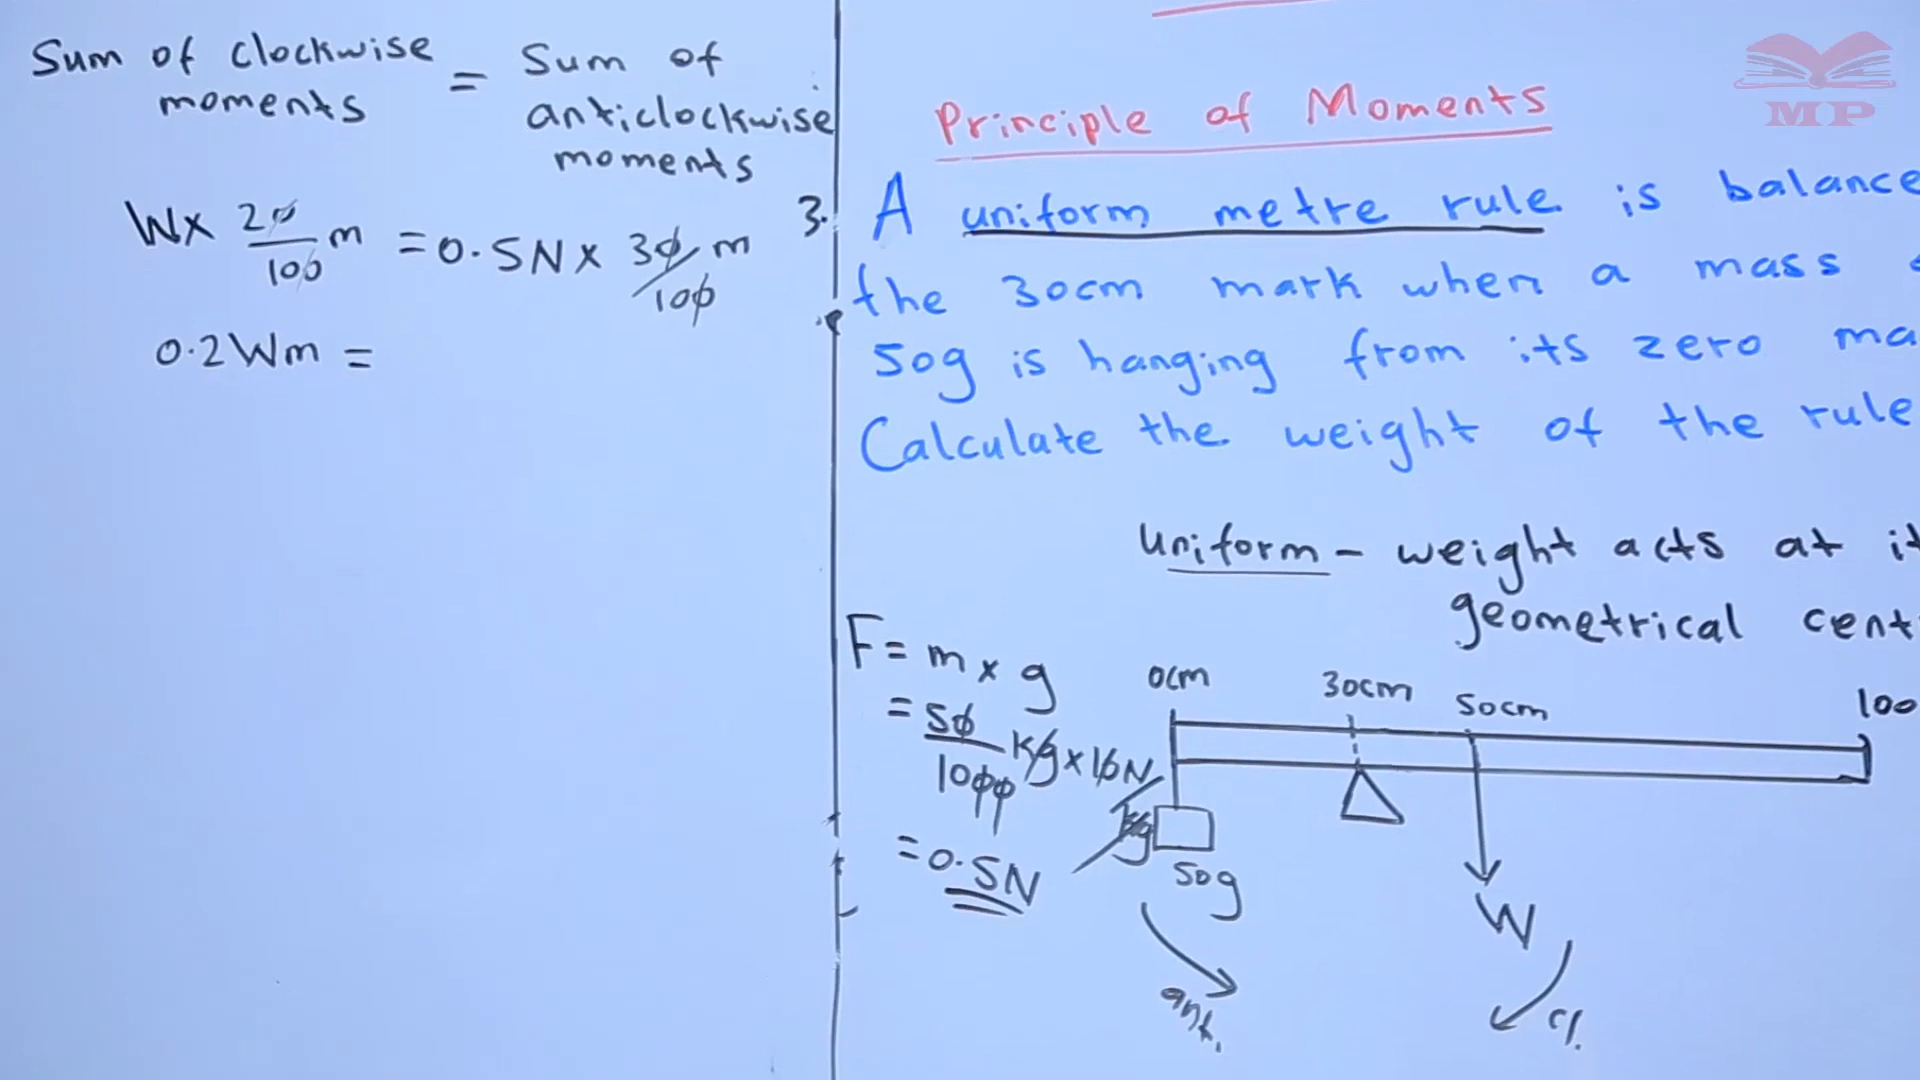 Sum of clockwise moments = Sum of anticlockwise moments
W x 20/100 m = 0.5N x 30/100 m
0.2Wm =
MP
Principle of Moments
3. A uniform metre rule is balance
the 30cm mark when a mass
50g is hanging from its zero ma
Calculate the weight of the rule
Uniform - weight acts at it
geometrical cent
F = m x g
= 50/1000 kg x 10N/kg
= 0.5N
0cm 30cm 50cm 100
50g
W
ant. cl.